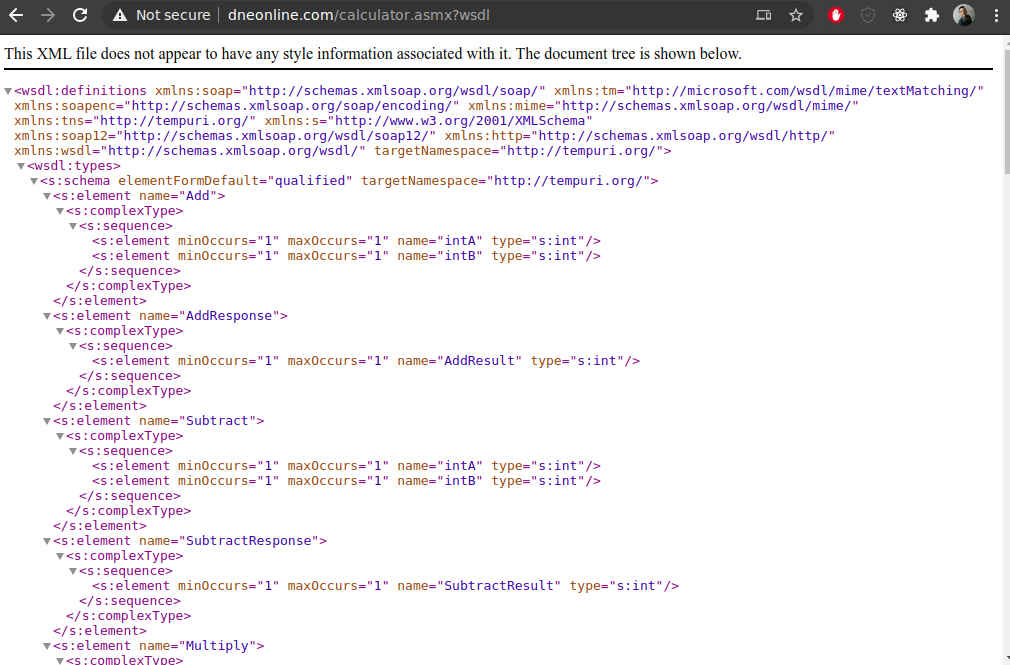 Not secure | dneonline.com/calculator.asmx?wsdl
This XML file does not appear to have any style information associated with it. The document tree is shown below.
▼<wsdl:definitions xmlns:soap="http://schemas.xmlsoap.org/wsdl/soap/" xmlns:tm="http://microsoft.com/wsdl/mime/textMatching/"
xmlns:soapenc="http://schemas.xmlsoap.org/soap/encoding/" xmlns:mime="http://schemas.xmlsoap.org/wsdl/mime/"
xmlns:tns="http://tempuri.org/" xmlns:s="http://www.w3.org/2001/XMLSchema"
xmlns:soap12="http://schemas.xmlsoap.org/wsdl/soap12/" xmlns:http="http://schemas.xmlsoap.org/wsdl/http/"
xmlns:wsdl="http://schemas.xmlsoap.org/wsdl/" targetNamespace="http://tempuri.org/">
▼<wsdl:types>
▼<s:schema elementFormDefault="qualified" targetNamespace="http://tempuri.org/">
▼<s:element name="Add">
▼<s:complexType>
▼<s:sequence>
<s:element minOccurs="1" maxOccurs="1" name="intA" type="s:int"/>
<s:element minOccurs="1" maxOccurs="1" name="intB" type="s:int"/>
</s:sequence>
</s:complexType>
</s:element>
▼<s:element name="AddResponse">
▼<s:complexType>
▼<s:sequence>
<s:element minOccurs="1" maxOccurs="1" name="AddResult" type="s:int"/>
</s:sequence>
</s:complexType>
</s:element>
▼<s:element name="Subtract">
▼<s:complexType>
▼<s:sequence>
<s:element minOccurs="1" maxOccurs="1" name="intA" type="s:int"/>
<s:element minOccurs="1" maxOccurs="1" name="intB" type="s:int"/>
</s:sequence>
</s:complexType>
</s:element>
▼<s:element name="SubtractResponse">
▼<s:complexType>
▼<s:sequence>
<s:element minOccurs="1" maxOccurs="1" name="SubtractResult" type="s:int"/>
</s:sequence>
</s:complexType>
</s:element>
▼<s:element name="Multiply">
▼<s:complexType>